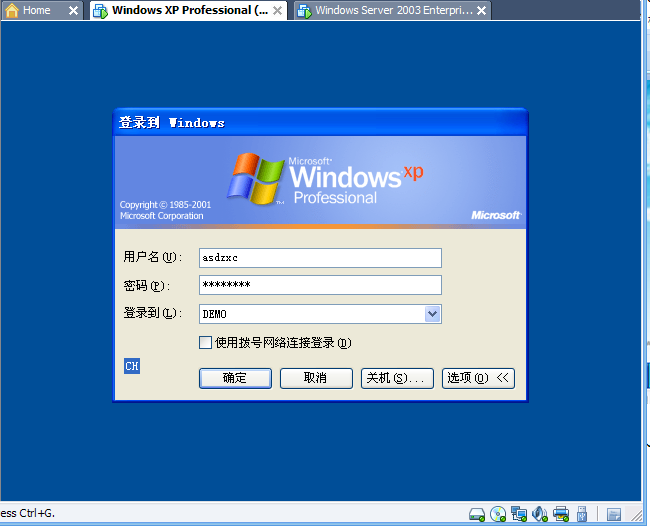 Home
Windows XP Professional (...
Windows Server 2003 Enterpri...
登录到 Windows
Microsoft®
Windows xp
Professional
Copyright © 1985-2001
Microsoft Corporation
Microsoft
用户名(U):
asdzxc
密码(P):
********
登录到(L):
DEMO
使用拨号网络连接登录(D)
CH
确定
取消
关机(S)...
选项(O) <<
ess Ctrl+G.